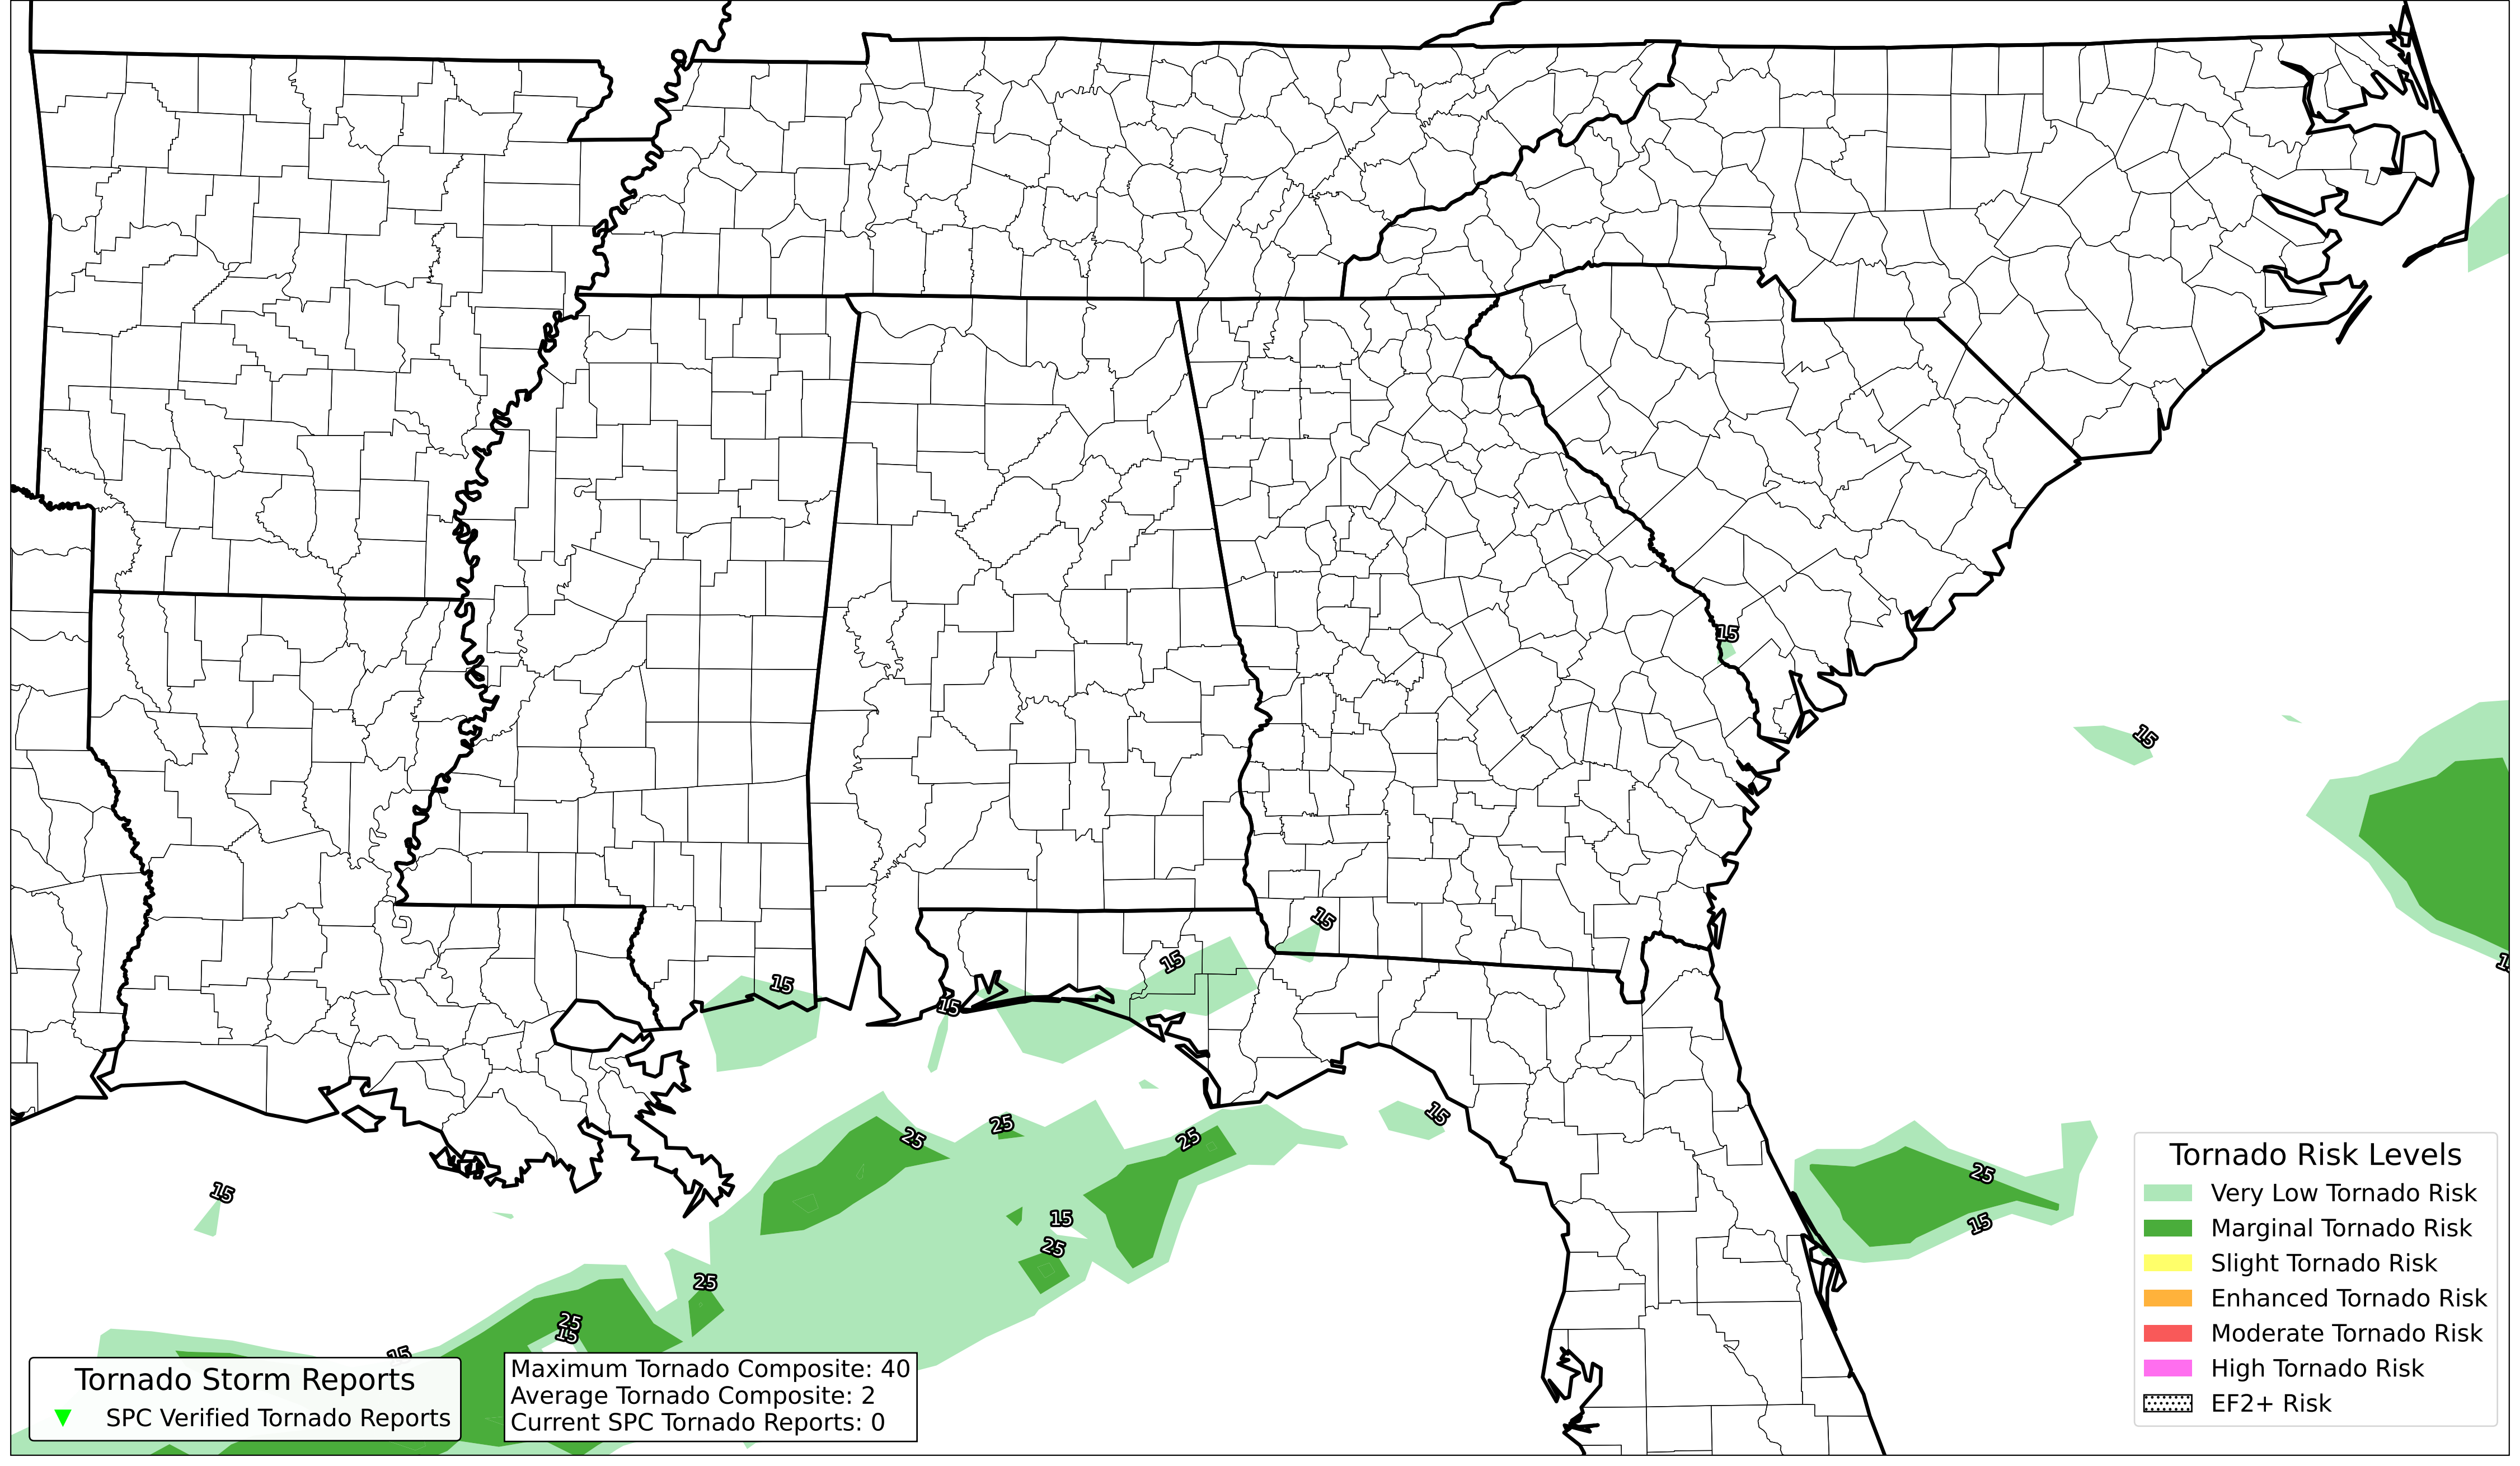 15
15
15
15
15
15
15
15
25
25
25
15
25
15
15
25
25
15
25
15
15
Tornado Storm Reports
SPC Verified Tornado Reports
Maximum Tornado Composite: 40
Average Tornado Composite: 2
Current SPC Tornado Reports: 0
Tornado Risk Levels
Very Low Tornado Risk
Marginal Tornado Risk
Slight Tornado Risk
Enhanced Tornado Risk
Moderate Tornado Risk
High Tornado Risk
EF2+ Risk